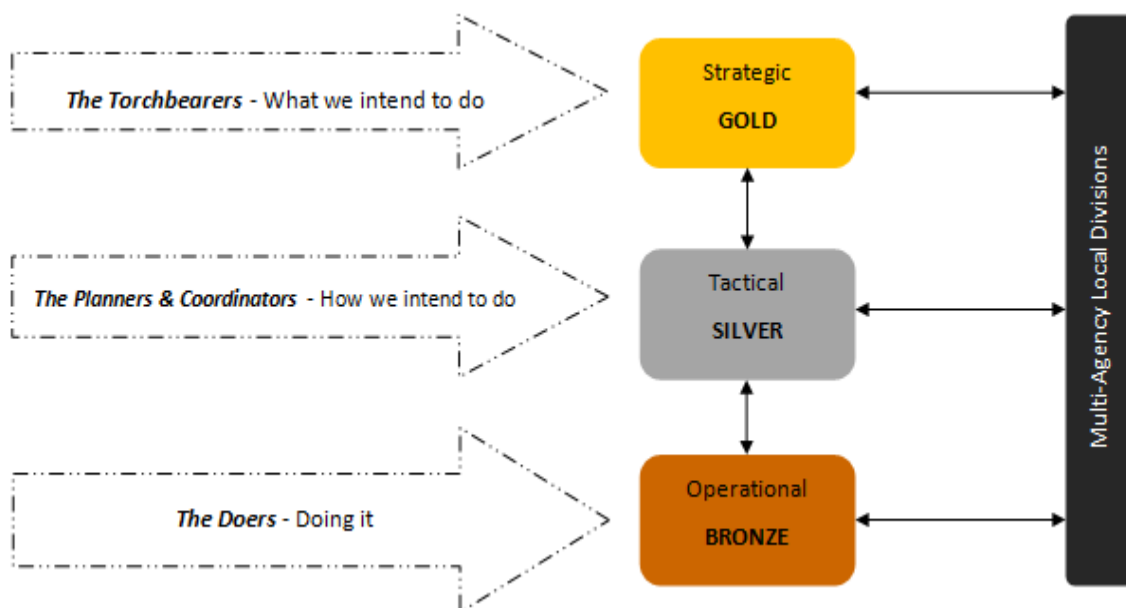 The Torchbearers - What we intend to do
Strategic
GOLD
The Planners & Coordinators - How we intend to do
Tactical
SILVER
The Doers - Doing it
Operational
BRONZE
Multi-Agency Local Divisions